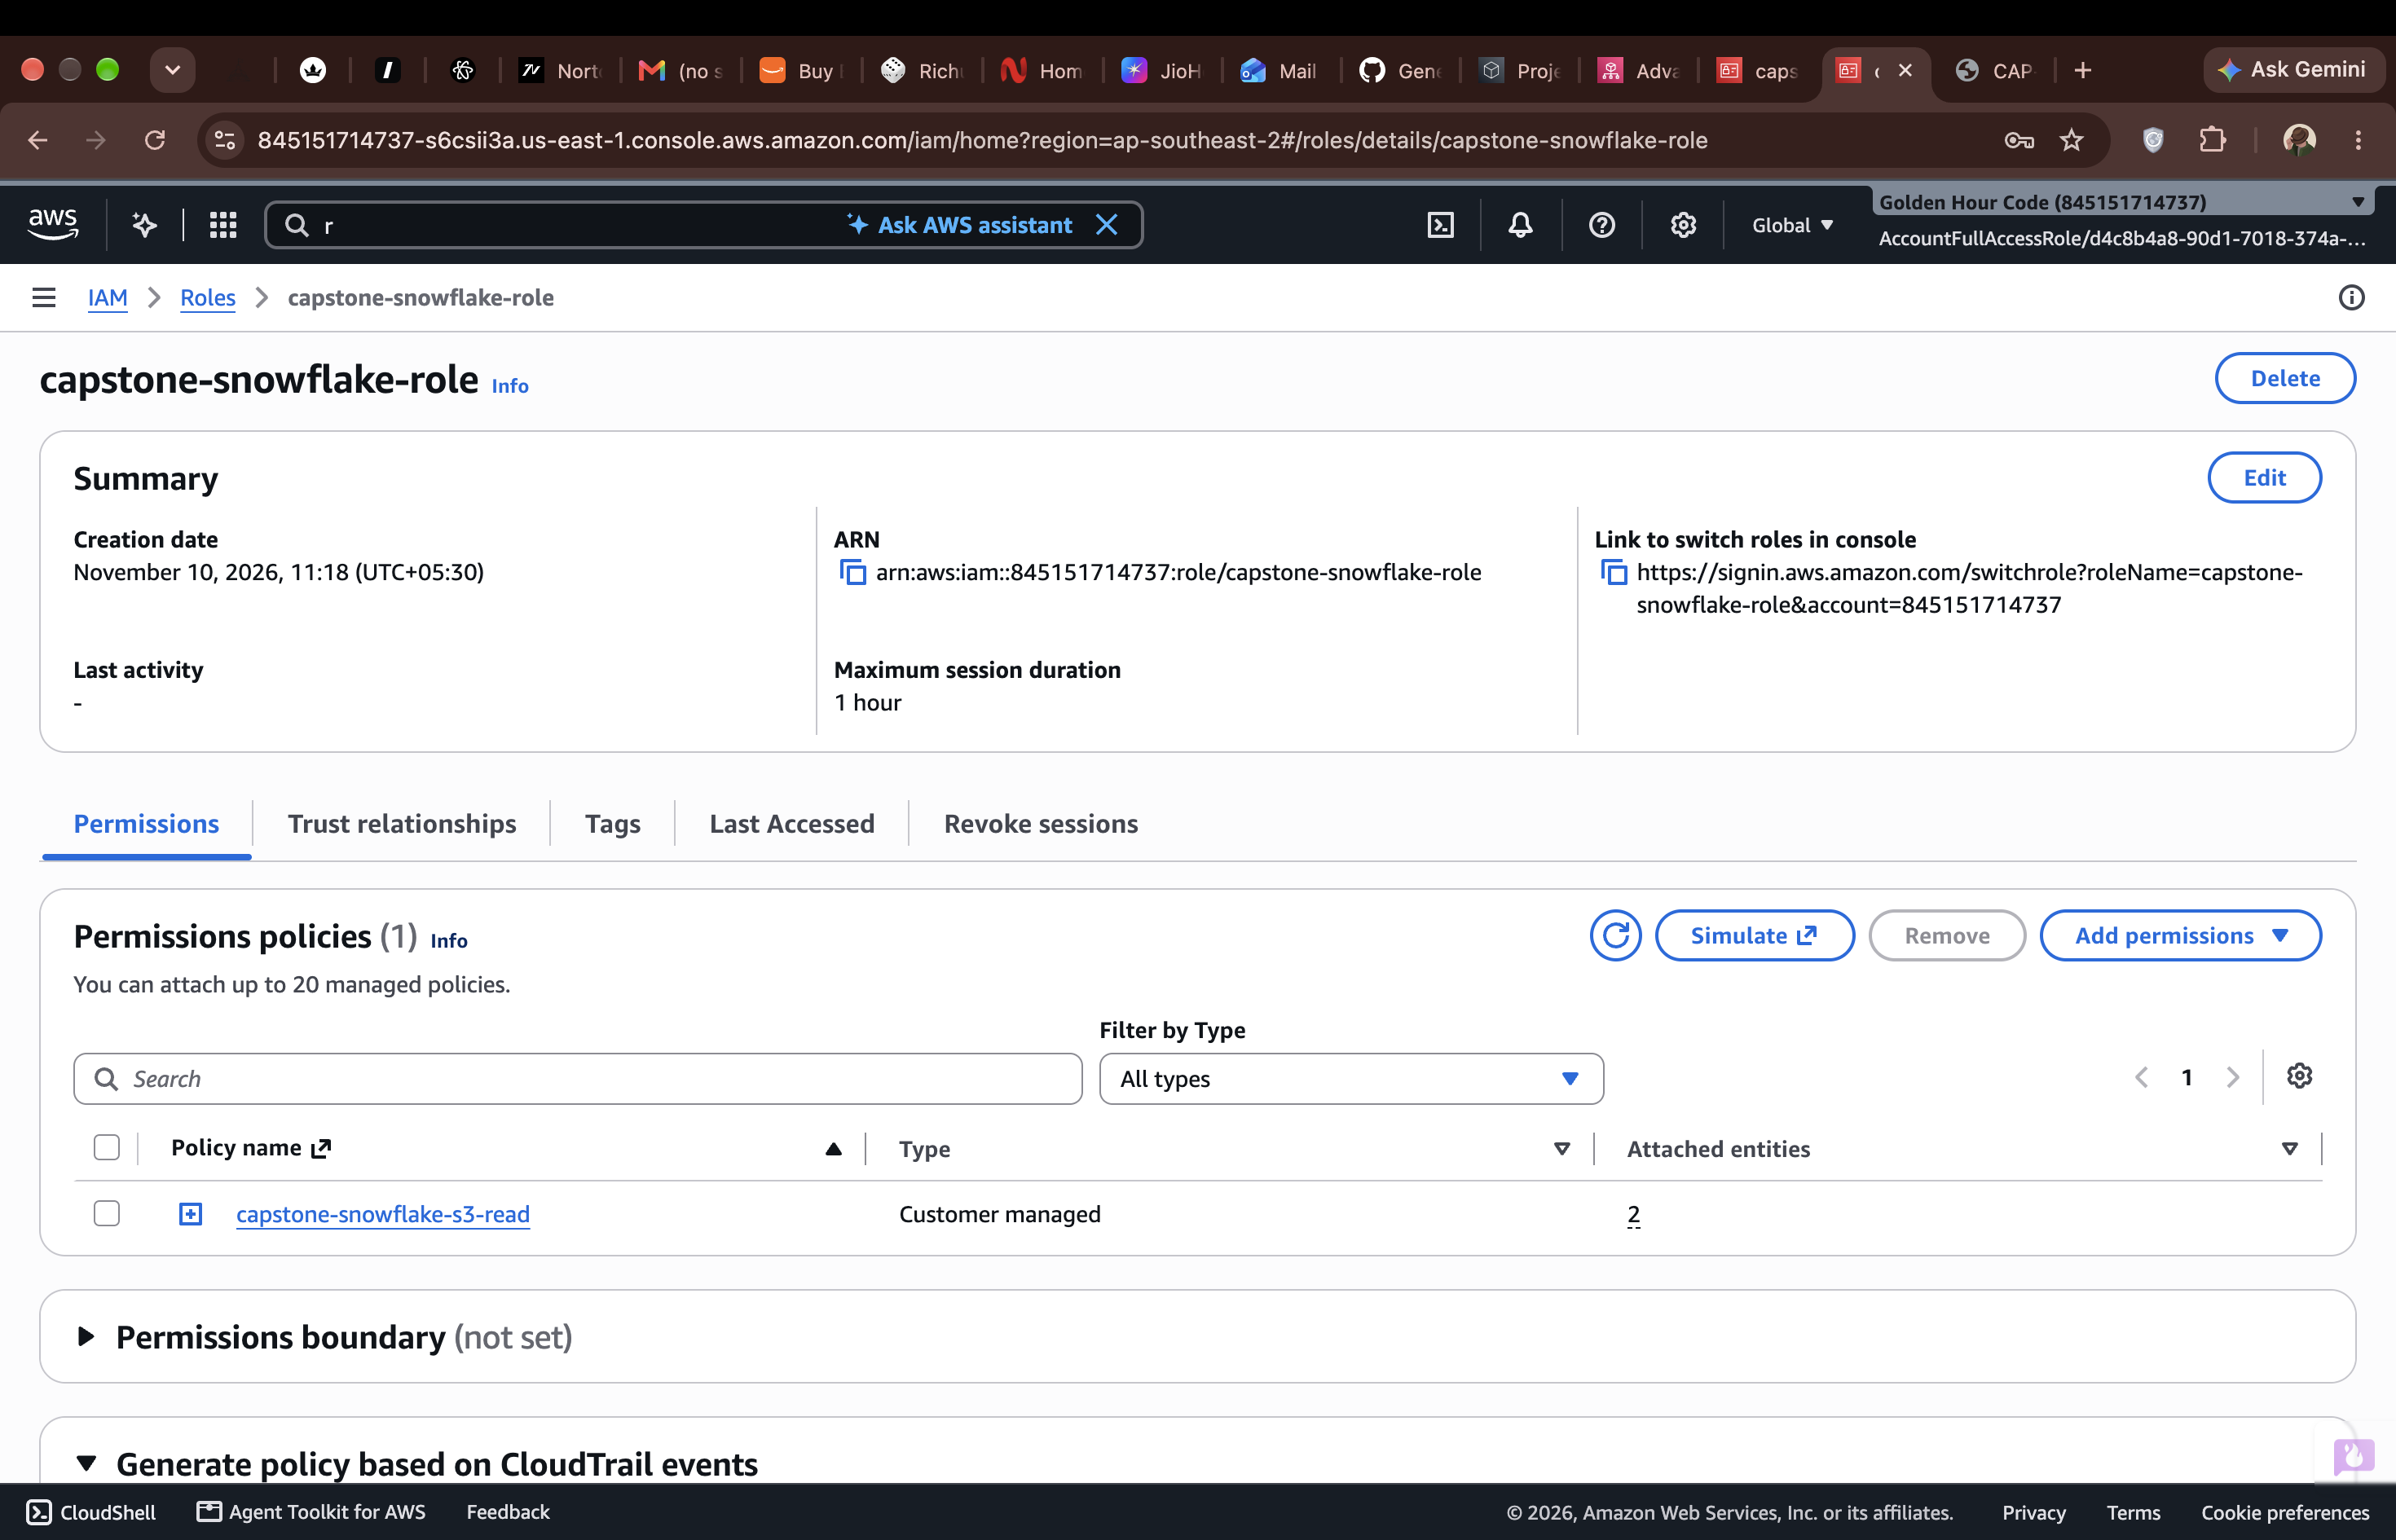 Norto
(no s
Buy
Rich
Hom
JioH
Mail
Gene
Proje
Adva
caps
CAP-
Ask Gemini
845151714737-s6csii3a.us-east-1.console.aws.amazon.com/iam/home?region=ap-southeast-2#/roles/details/capstone-snowflake-role
aws
r
Ask AWS assistant
Global
Golden Hour Code (845151714737)
AccountFullAccessRole/d4c8b4a8-90d1-7018-374a-...
IAM
Roles
capstone-snowflake-role
capstone-snowflake-role Info
Delete
Summary
Edit
Creation date
November 10, 2026, 11:18 (UTC+05:30)
ARN
arn:aws:iam::845151714737:role/capstone-snowflake-role
Link to switch roles in console
https://signin.aws.amazon.com/switchrole?roleName=capstone-
snowflake-role&account=845151714737
Last activity
-
Maximum session duration
1 hour
Permissions
Trust relationships
Tags
Last Accessed
Revoke sessions
Permissions policies (1) Info
You can attach up to 20 managed policies.
Simulate
Remove
Add permissions
Filter by Type
Search
All types
1
Policy name
Type
Attached entities
capstone-snowflake-s3-read
Customer managed
2
Permissions boundary (not set)
Generate policy based on CloudTrail events
CloudShell
Agent Toolkit for AWS
Feedback
© 2026, Amazon Web Services, Inc. or its affiliates.
Privacy
Terms
Cookie preferences